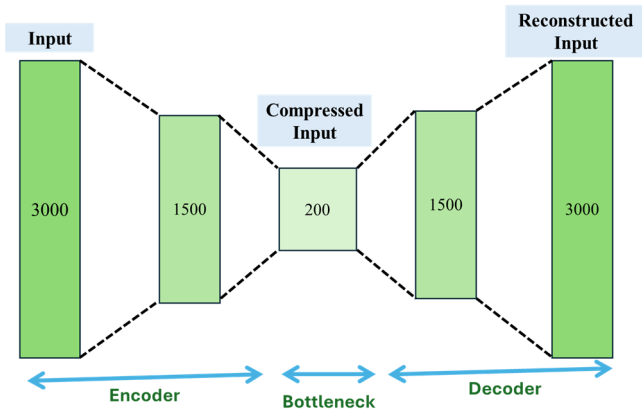 Input
Reconstructed
Input
Compressed
Input
3000
1500
200
1500
3000
Encoder
Bottleneck
Decoder